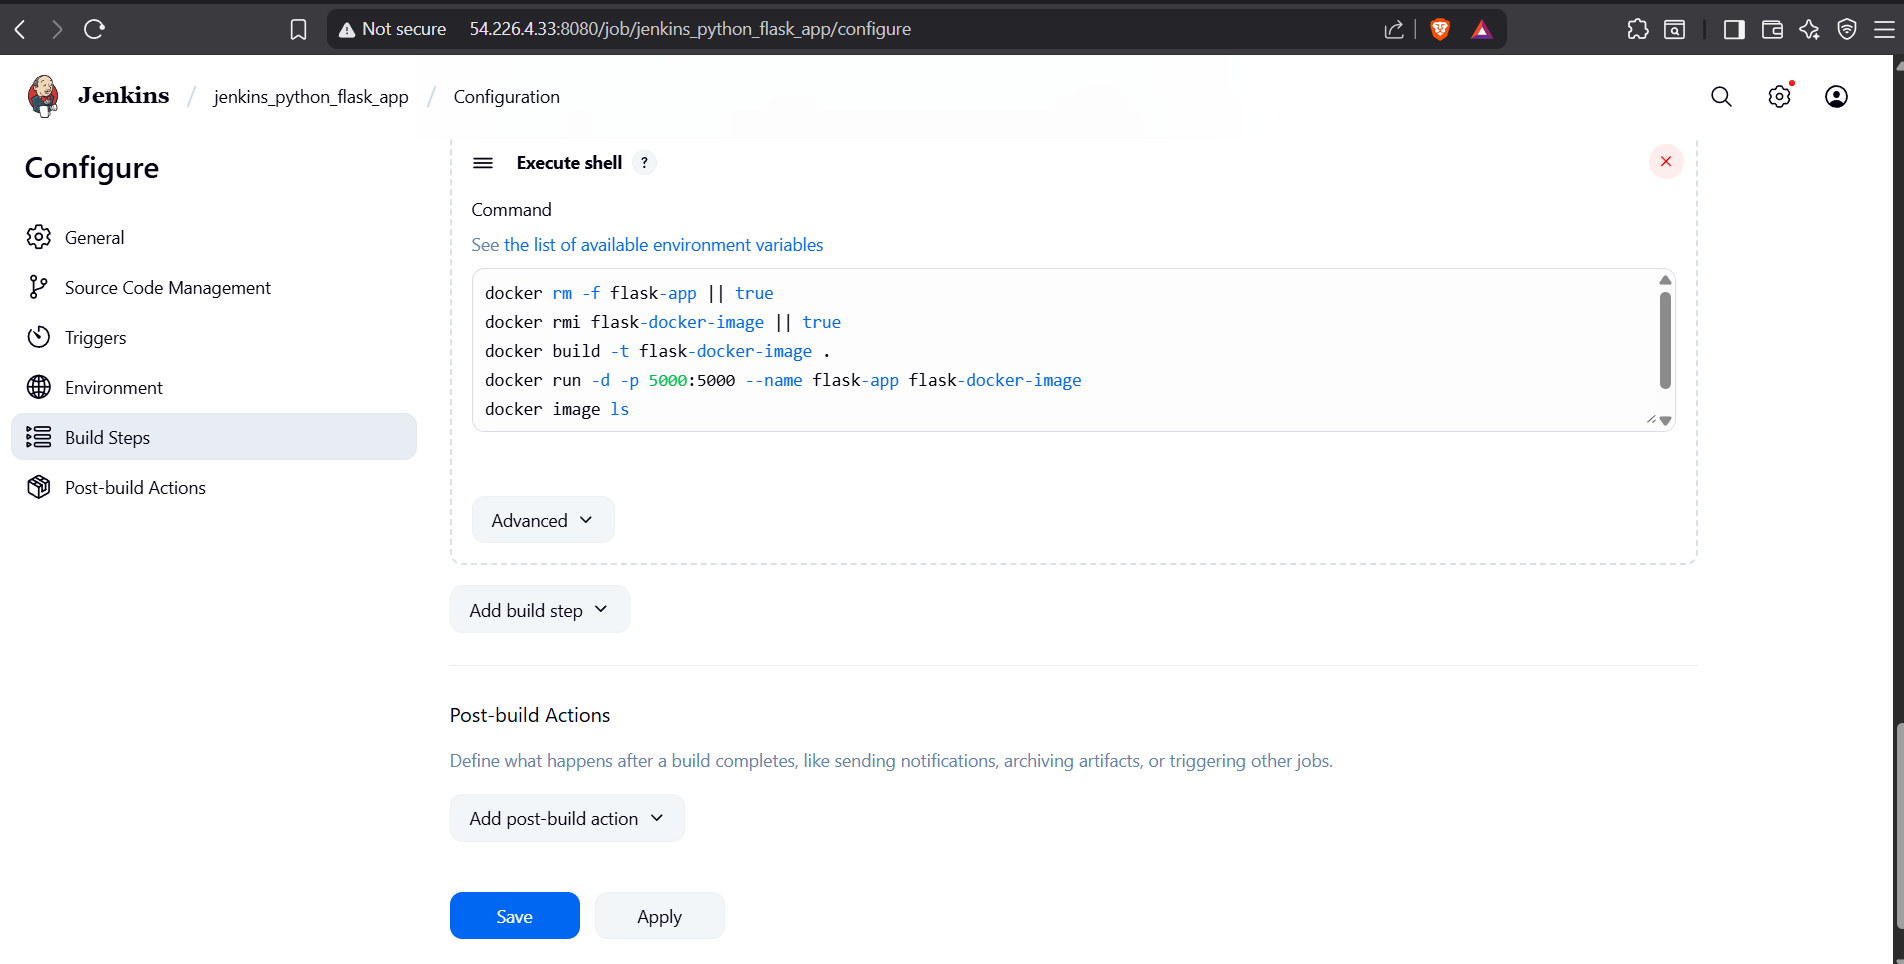 Not secure 54.226.4.33:8080/job/jenkins_python_flask_app/configure
Jenkins / jenkins_python_flask_app / Configuration
Configure
General
Source Code Management
Triggers
Environment
Build Steps
Post-build Actions
Execute shell ?
Command
See the list of available environment variables
docker rm -f flask-app || true
docker rmi flask-docker-image || true
docker build -t flask-docker-image .
docker run -d -p 5000:5000 --name flask-app flask-docker-image
docker image ls
Advanced
Add build step
Post-build Actions
Define what happens after a build completes, like sending notifications, archiving artifacts, or triggering other jobs.
Add post-build action
Save Apply